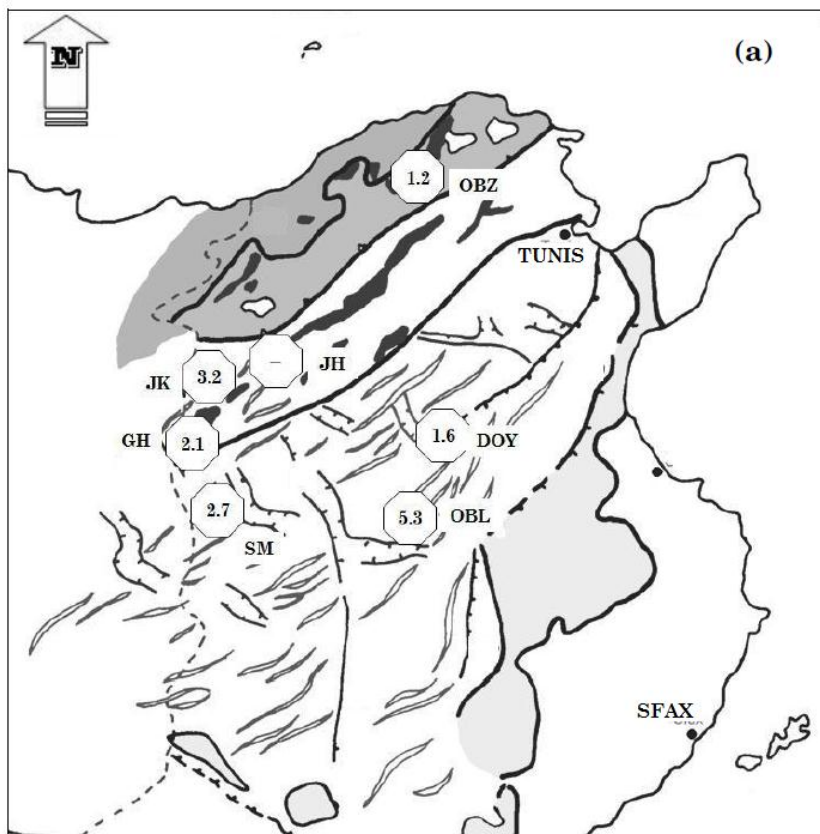 (a)
N
1.2 OBZ
TUNIS
– JH
JK 3.2
GH 2.1
1.6 DOY
2.7
5.3 OBL
SM
SFAX